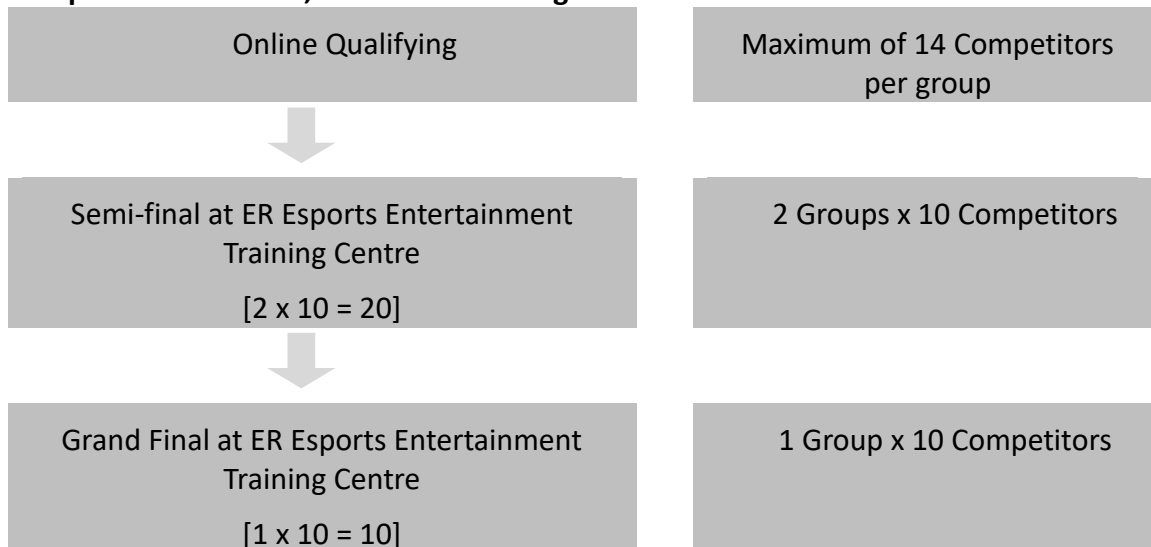 Online Qualifying
Maximum of 14 Competitors
per group
Semi-final at ER Esports Entertainment
Training Centre
[2 x 10 = 20]
2 Groups x 10 Competitors
Grand Final at ER Esports Entertainment
Training Centre
[1 x 10 = 10]
1 Group x 10 Competitors